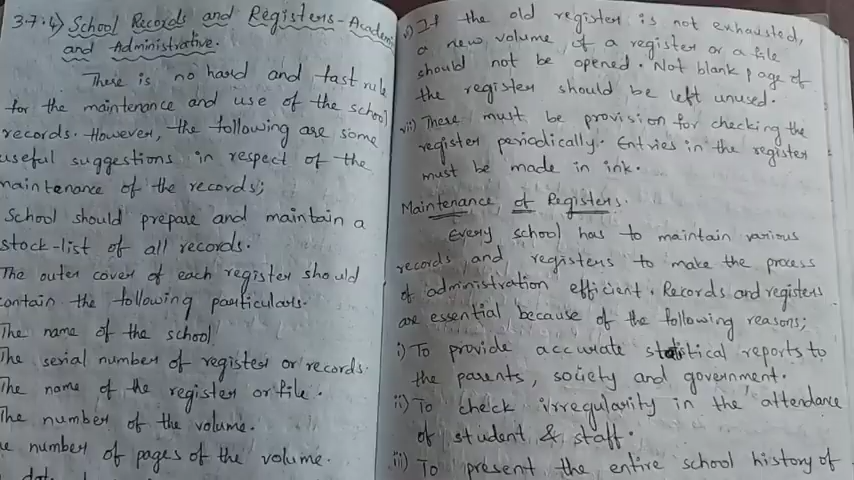 3.7.4) School Records and Registers - Academ
and Administrative.
There is no hard and fast rule
for the maintenance and use of the school
records. However, the following are some
useful suggestions in respect of the
maintenance of the records;
School should prepare and maintain a
stock-list of all records.
The outer cover of each register should
contain the following particulars.
The name of the school
The serial number of register or records.
The name of the register or file.
The number of the volume.
e number of pages of the volume.
dat
vi) If the old register is not exhausted,
a new volume of a register or a file
should not be opened. Not blank page of
the register should be left unused.
vii) There must be provision for checking the
register periodically. Entries in the register
must be made in ink.
Maintenance of Registers.
Every school has to maintain various
records and registers to make the process
of administration efficient. Records and registers
are essential because of the following reasons;
i) To provide accurate statistical reports to
the parents, society and government.
ii) To check irregularity in the attendance
of student & staff.
iii) To present the entire school history of